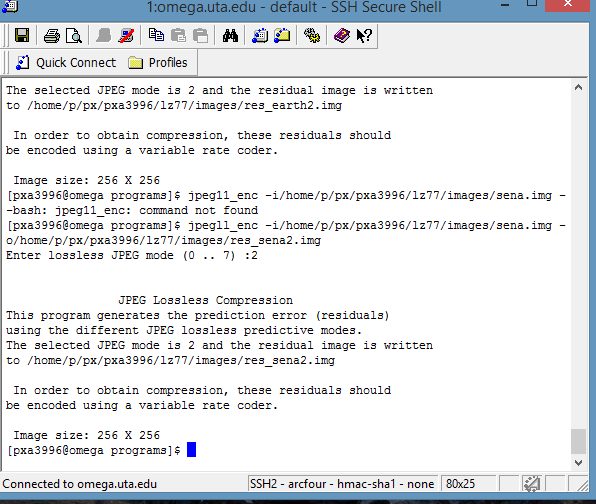 1:omega.uta.edu - default - SSH Secure Shell
Quick Connect Profiles
The selected JPEG mode is 2 and the residual image is written
to /home/p/px/pxa3996/lz77/images/res_earth2.img
In order to obtain compression, these residuals should
be encoded using a variable rate coder.
Image size: 256 X 256
[pxa3996@omega programs]$ jpeg11_enc -i/home/p/px/pxa3996/lz77/images/sena.img -
-bash: jpeg11_enc: command not found
[pxa3996@omega programs]$ jpegll_enc -i/home/p/px/pxa3996/lz77/images/sena.img -
o/home/p/px/pxa3996/lz77/images/res_sena2.img
Enter lossless JPEG mode (0 .. 7) :2
JPEG Lossless Compression
This program generates the prediction error (residuals)
using the different JPEG lossless predictive modes.
The selected JPEG mode is 2 and the residual image is written
to /home/p/px/pxa3996/lz77/images/res_sena2.img
In order to obtain compression, these residuals should
be encoded using a variable rate coder.
Image size: 256 X 256
[pxa3996@omega programs]$
Connected to omega.uta.edu SSH2 - arcfour - hmac-sha1 - none 80x25